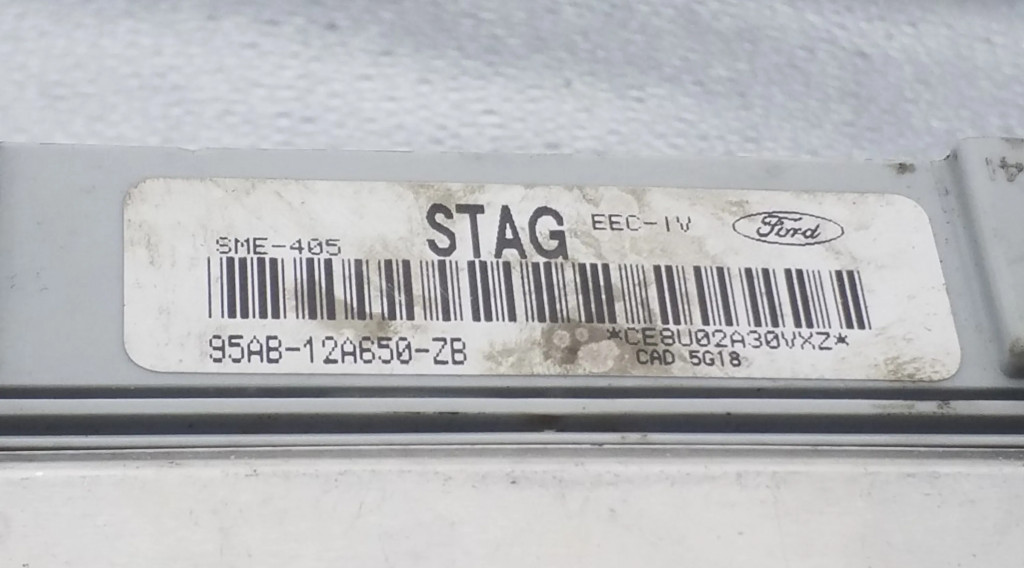 STAG EEC-IV Ford
SME-405
*CE8U02A30VXZ*
95AB-12A650-ZB
CAD 5G18